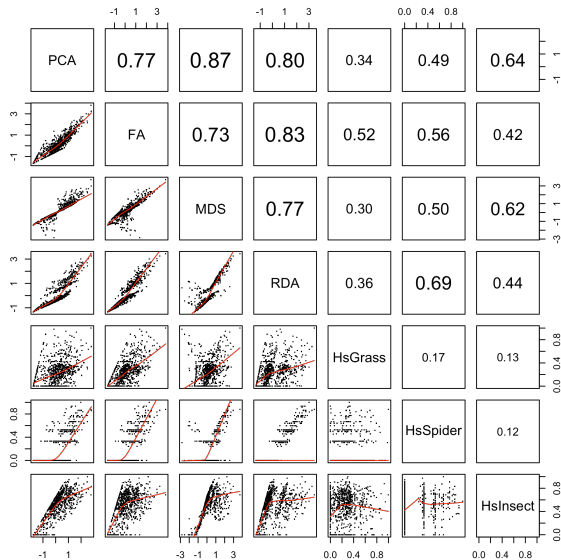 -1 1 3 -1 1 3 0.0 0.4 0.8
PCA 0.77 0.87 0.80 0.34 0.49 0.64 -1 1
-1 1 3 FA 0.73 0.83 0.52 0.56 0.42
MDS 0.77 0.30 0.50 0.62 -3 -1 1 3
-1 1 3 RDA 0.36 0.69 0.44
HsGrass 0.17 0.13 0.0 0.4 0.8
0.0 0.4 0.8 HsSpider 0.12
HsInsect 0.0 0.4 0.8
-1 1 -3 -1 1 3 0.0 0.4 0.8 0.0 0.4 0.8